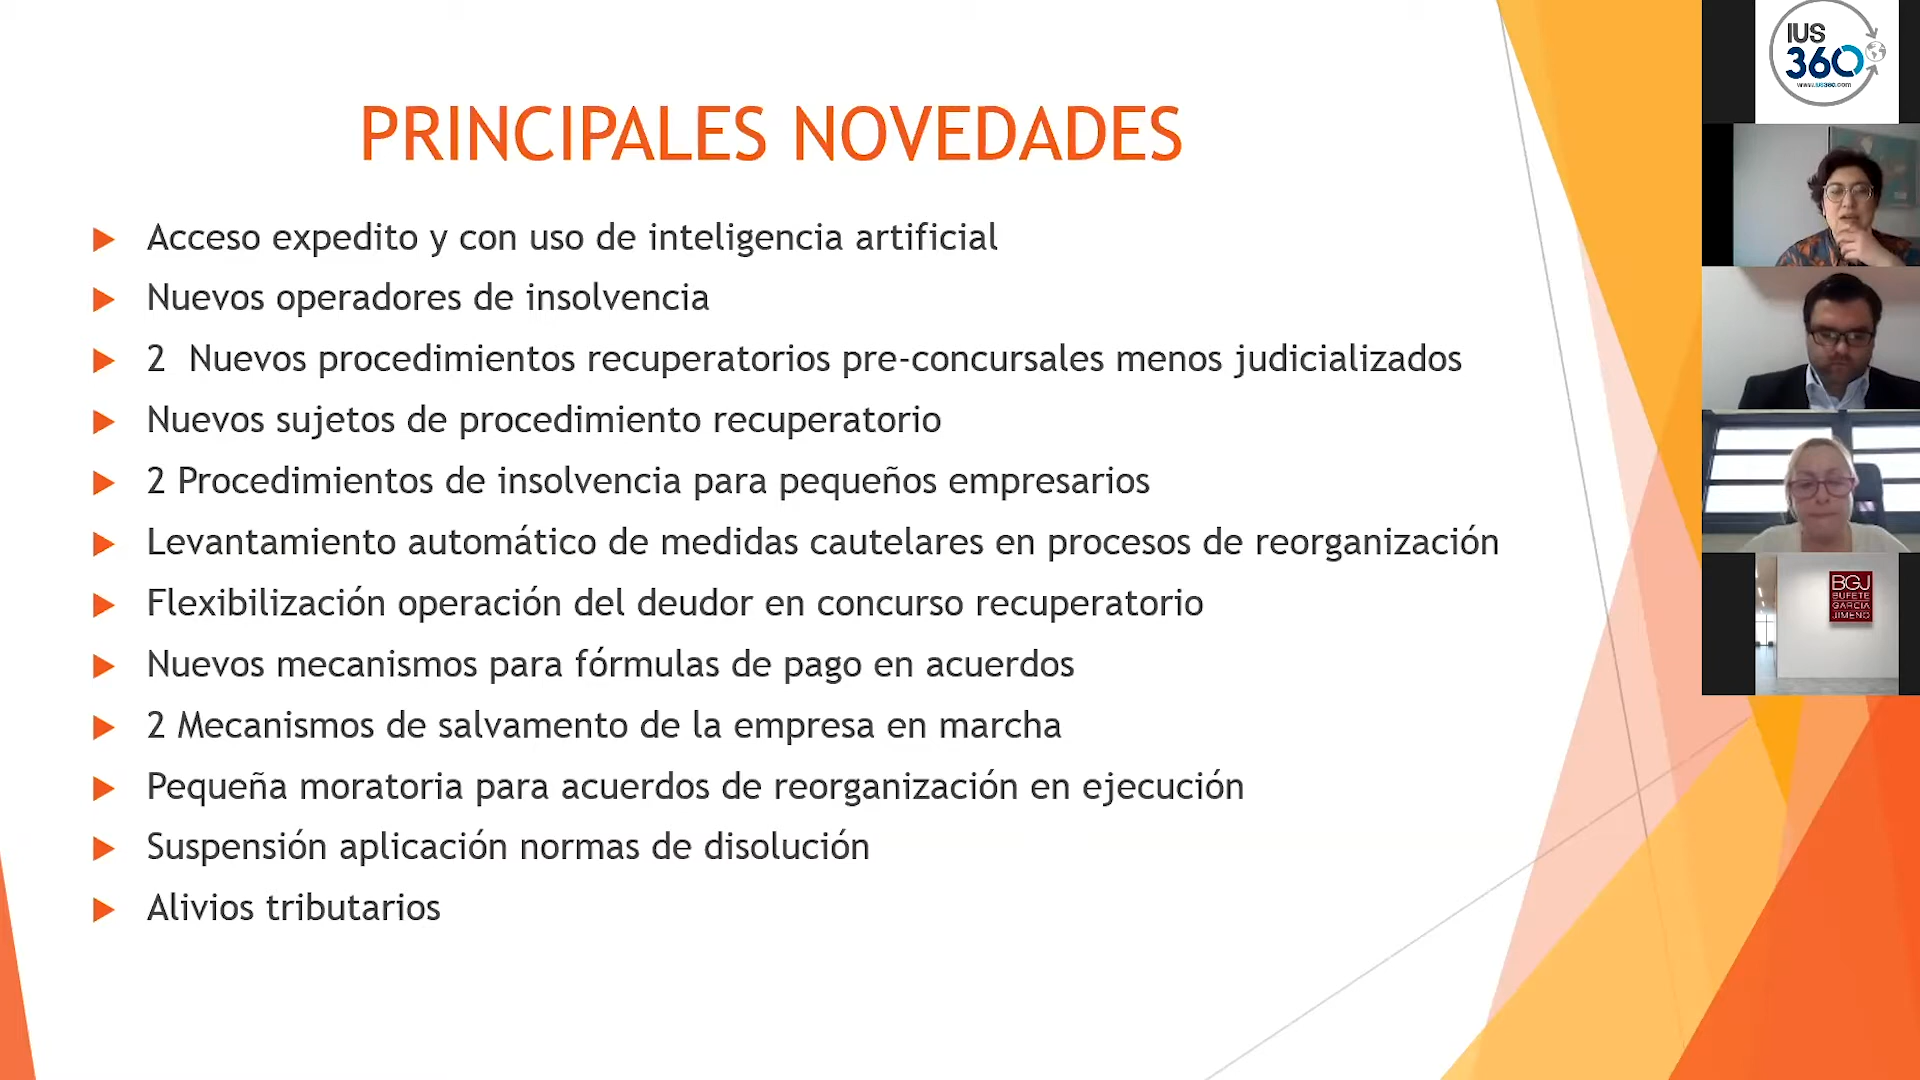 PRINCIPALES NOVEDADES
Acceso expedito y con uso de inteligencia artificial
Nuevos operadores de insolvencia
2 Nuevos procedimientos recuperatorios pre-concursales menos judicializados
Nuevos sujetos de procedimiento recuperatorio
2 Procedimientos de insolvencia para pequeños empresarios
Levantamiento automático de medidas cautelares en procesos de reorganización
Flexibilización operación del deudor en concurso recuperatorio
Nuevos mecanismos para fórmulas de pago en acuerdos
2 Mecanismos de salvamento de la empresa en marcha
Pequeña moratoria para acuerdos de reorganización en ejecución
Suspensión aplicación normas de disolución
Alivios tributarios
IUS
360
www.ius360.com
BGJ
BUFETE
GARCIA
JIMENO